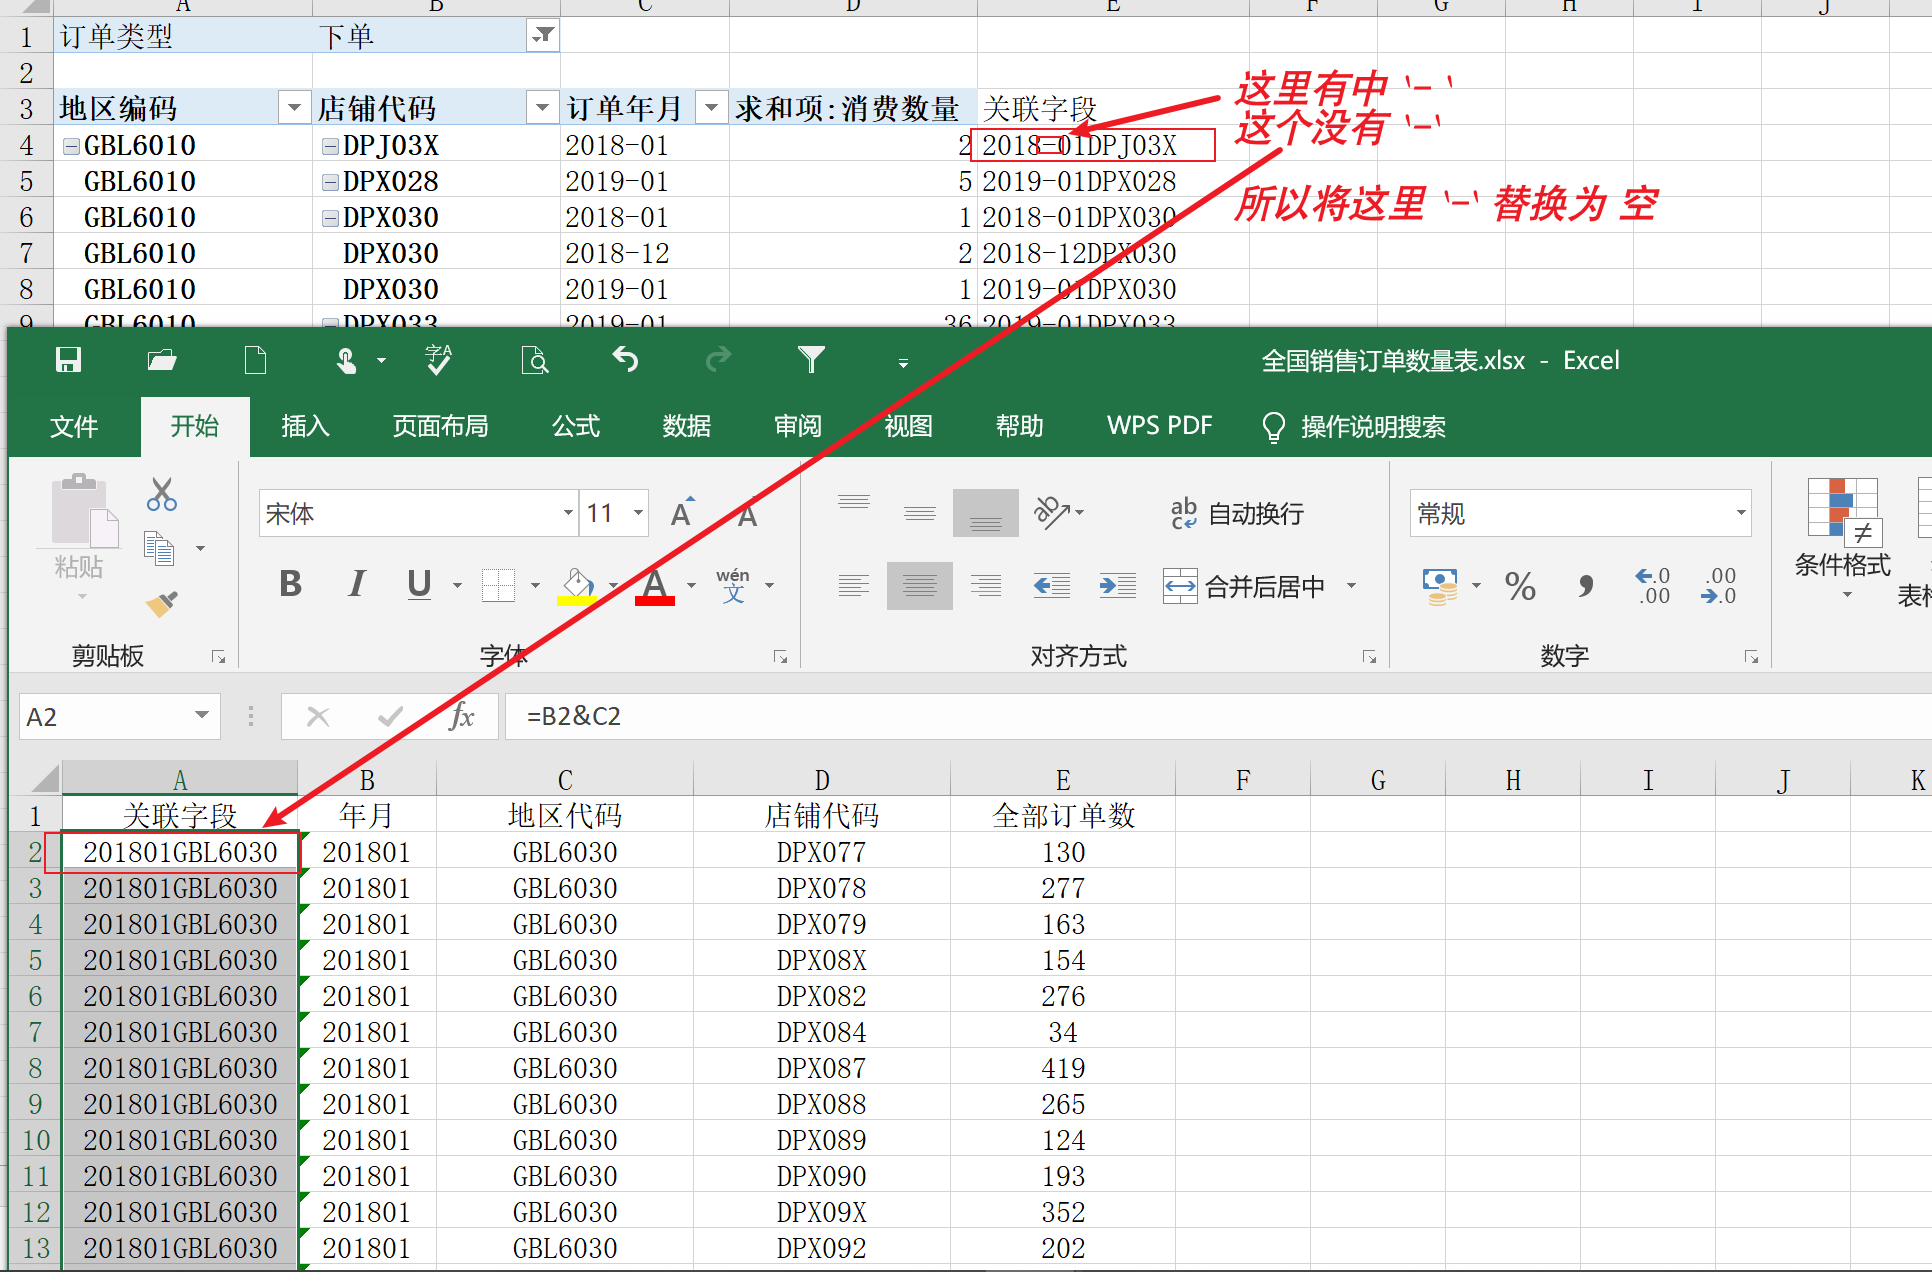 A B C D E F G H I J
1 订单类型 下单
2
3 地区编码 店铺代码 订单年月 求和项:消费数量 关联字段
4 GBL6010 DPJ03X 2018-01 2 2018-01DPJ03X
5 GBL6010 DPX028 2019-01 5 2019-01DPX028
6 GBL6010 DPX030 2018-01 1 2018-01DPX030
7 GBL6010 DPX030 2018-12 2 2018-12DPX030
8 GBL6010 DPX030 2019-01 1 2019-01DPX030
9 GBL6010 DPX033 2019-01 36 2019-01DPX033
这里有中 '-'
这个没有 '-'
所以将这里 '-' 替换为 空
字A
全国销售订单数量表.xlsx - Excel
文件 开始 插入 页面布局 公式 数据 审阅 视图 帮助 WPS PDF 操作说明搜索
粘贴
宋体 11 A A
ab
ab c 自动换行
常规
条件格式
表格
B I U A wén 文
合并后居中
% , .0 .00 .00 .0
剪贴板 字体 对齐方式 数字
A2 fx =B2&C2
A B C D E F G H I J K
1 关联字段 年月 地区代码 店铺代码 全部订单数
2 201801GBL6030 201801 GBL6030 DPX077 130
3 201801GBL6030 201801 GBL6030 DPX078 277
4 201801GBL6030 201801 GBL6030 DPX079 163
5 201801GBL6030 201801 GBL6030 DPX08X 154
6 201801GBL6030 201801 GBL6030 DPX082 276
7 201801GBL6030 201801 GBL6030 DPX084 34
8 201801GBL6030 201801 GBL6030 DPX087 419
9 201801GBL6030 201801 GBL6030 DPX088 265
10 201801GBL6030 201801 GBL6030 DPX089 124
11 201801GBL6030 201801 GBL6030 DPX090 193
12 201801GBL6030 201801 GBL6030 DPX09X 352
13 201801GBL6030 201801 GBL6030 DPX092 202